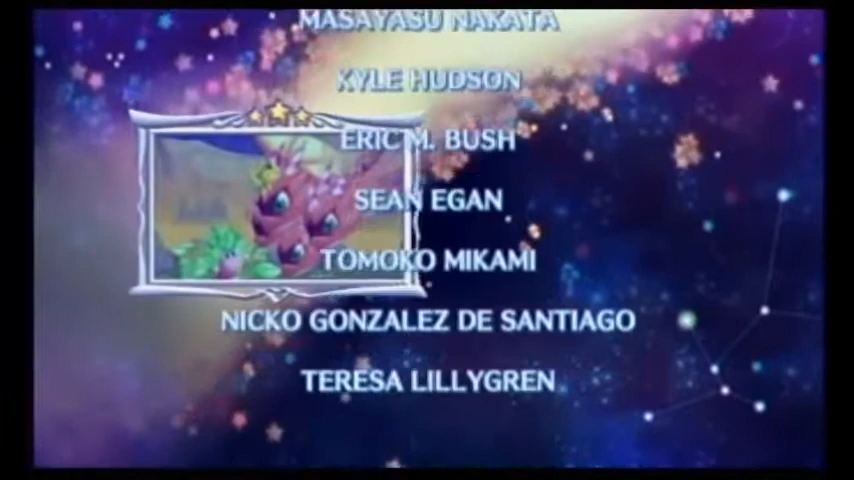 MASAYASU NAKATA
KYLE HUDSON
ERIC M. BUSH
SEAN EGAN
TOMOKO MIKAMI
NICKO GONZALEZ DE SANTIAGO
TERESA LILLYGREN